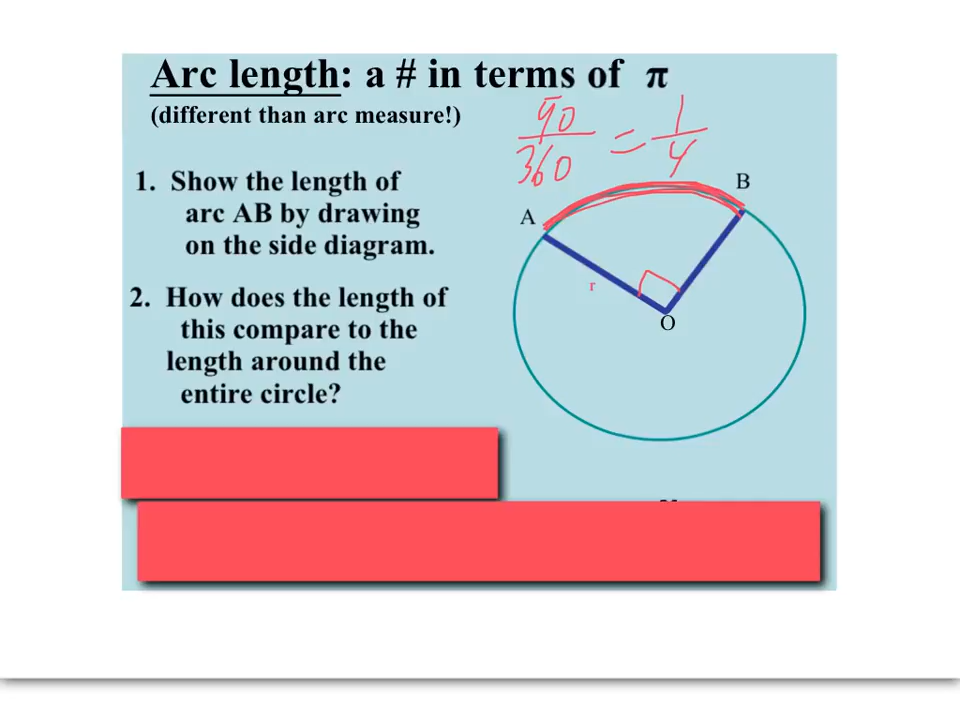 Arc length: a # in terms of π
(different than arc measure!)
90/360 = 1/4
1. Show the length of
arc AB by drawing
on the side diagram.
2. How does the length of
this compare to the
length around the
entire circle?
A
B
r
O